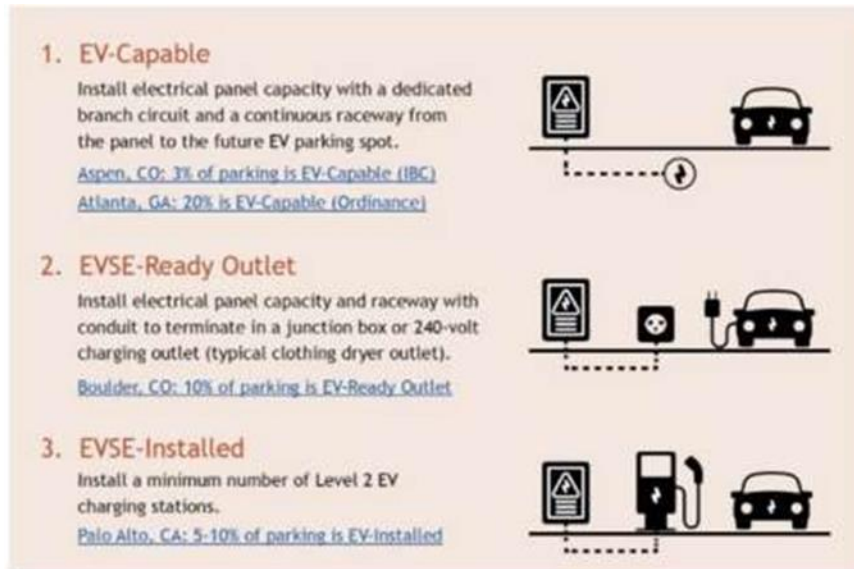 1. EV-Capable
Install electrical panel capacity with a dedicated
branch circuit and a continuous raceway from
the panel to the future EV parking spot.
Aspen, CO: 3% of parking is EV-Capable (IBC)
Atlanta, GA: 20% is EV-Capable (Ordinance)
2. EVSE-Ready Outlet
Install electrical panel capacity and raceway with
conduit to terminate in a junction box or 240-volt
charging outlet (typical clothing dryer outlet).
Boulder, CO: 10% of parking is EV-Ready Outlet
3. EVSE-Installed
Install a minimum number of Level 2 EV
charging stations.
Palo Alto, CA: 5-10% of parking is EV-Installed